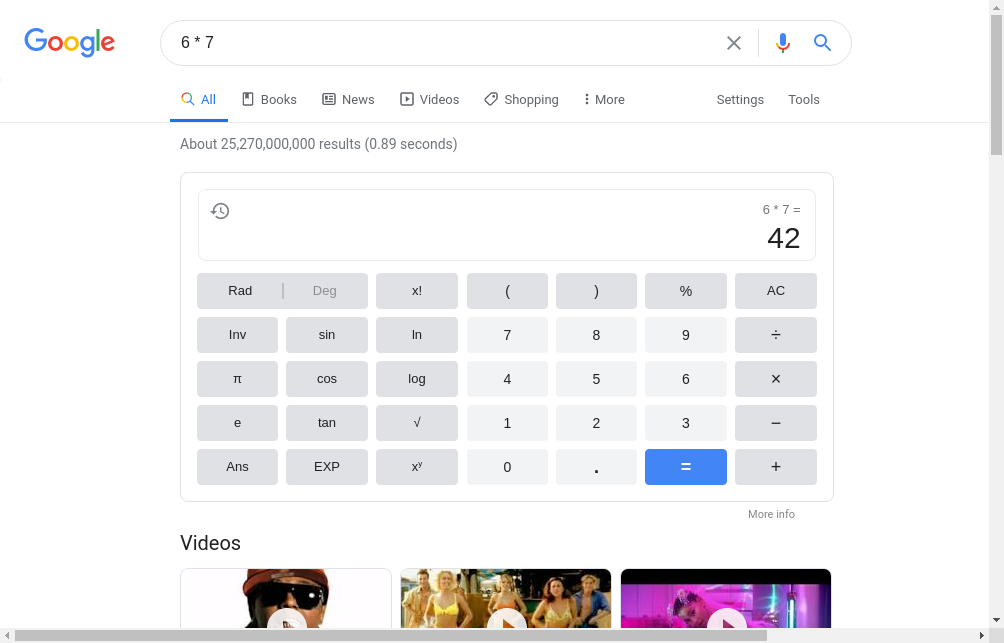 Google
6 * 7
All Books News Videos Shopping More Settings Tools
About 25,270,000,000 results (0.89 seconds)
6 * 7 =
42
Rad Deg x! ( ) % AC
Inv sin ln 7 8 9 ÷
π cos log 4 5 6 ×
e tan √ 1 2 3 −
Ans EXP xʸ 0 . = +
More info
Videos